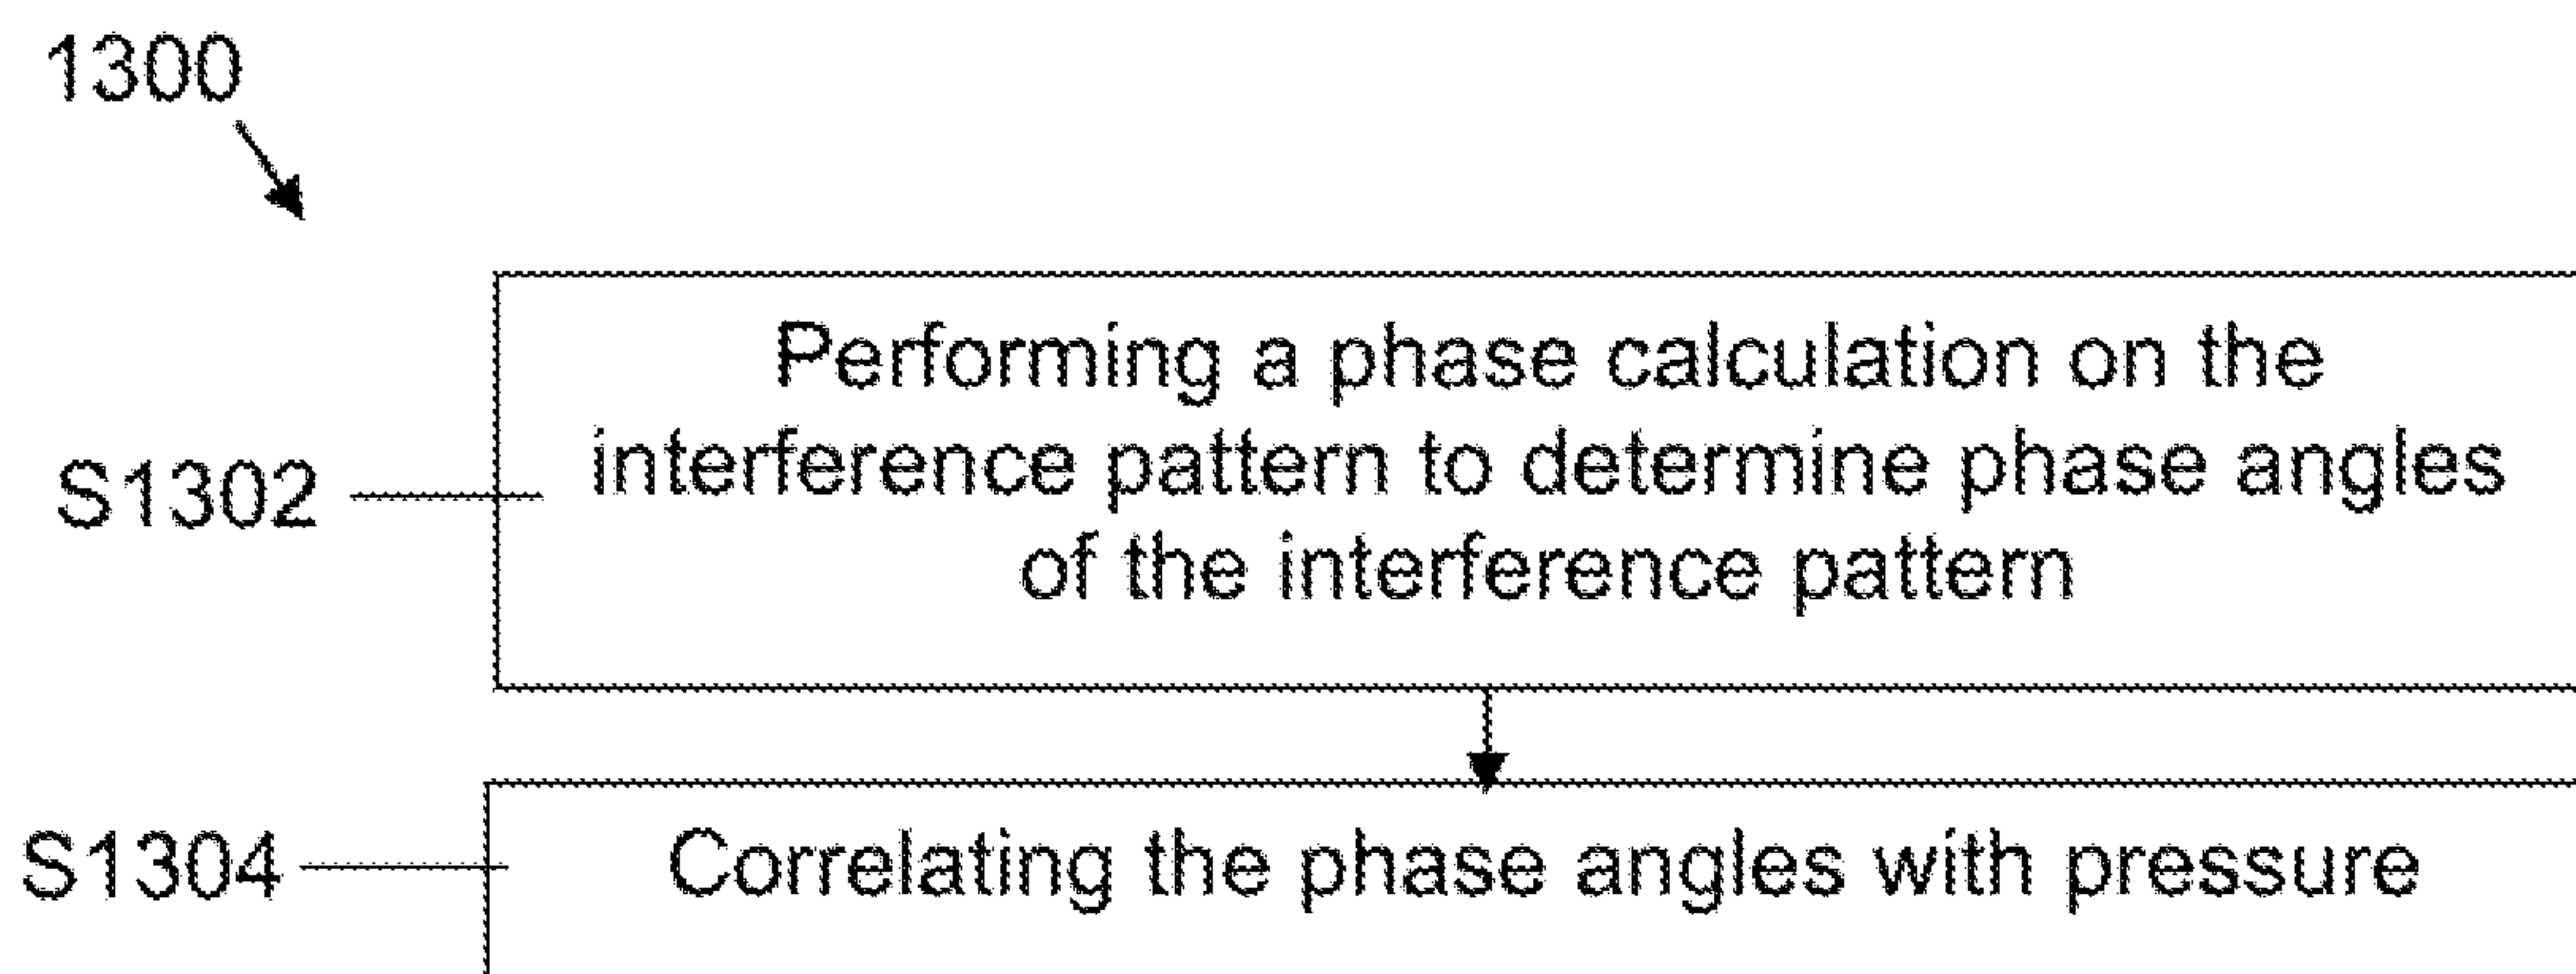 1300
Performing a phase calculation on the
S1302 interference pattern to determine phase angles
of the interference pattern
S1304 Correlating the phase angles with pressure